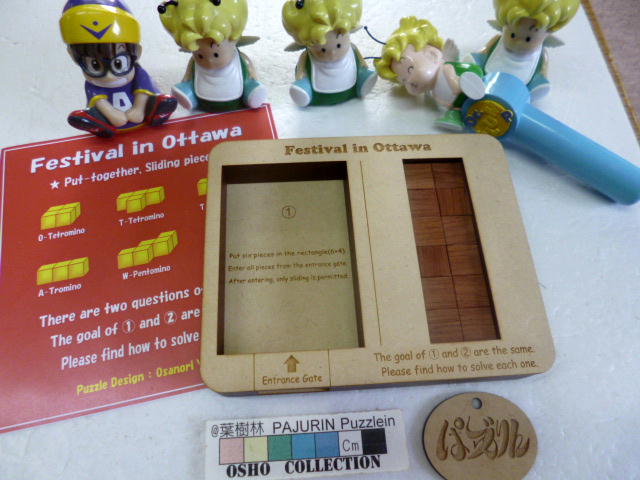 A
Festival in Ottawa
★ Put-together. Sliding piece
O-Tetromino
T-Tetromino
T
A-Tromino
W-Pentomino
There are two questions o
The goal of ① and ② are
Please find how to solve
Puzzle Design : Osanori
Festival in Ottawa
①
Put six pieces in the rectangle(6×4).
Enter all pieces from the entrance gate.
After entering, only sliding is permitted.
Entrance Gate
The goal of ① and ② are the same.
Please find how to solve each one.
@葉樹林 PAJURIN Puzzlein
Cm
OSHO COLLECTION
ぱズりん